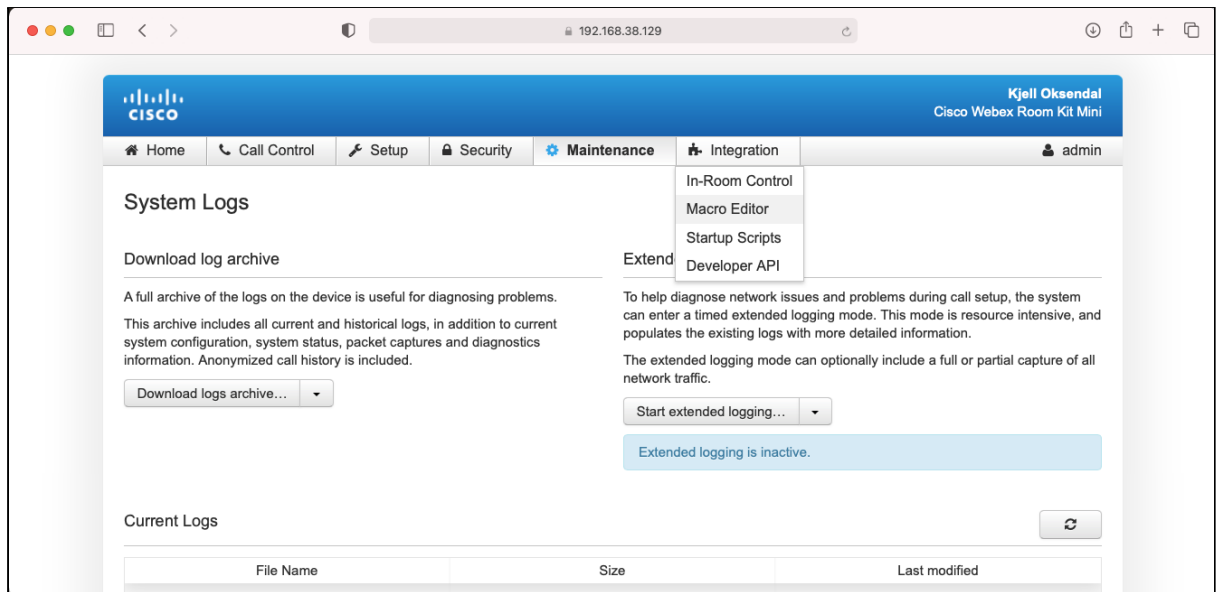 192.168.38.129
CISCO
Kjell Oksendal
Cisco Webex Room Kit Mini
Home
Call Control
Setup
Security
Maintenance
Integration
admin
In-Room Control
Macro Editor
Startup Scripts
Developer API
System Logs
Download log archive
A full archive of the logs on the device is useful for diagnosing problems.
This archive includes all current and historical logs, in addition to current
system configuration, system status, packet captures and diagnostics
information. Anonymized call history is included.
Download logs archive...
Extend
To help diagnose network issues and problems during call setup, the system
can enter a timed extended logging mode. This mode is resource intensive, and
populates the existing logs with more detailed information.
The extended logging mode can optionally include a full or partial capture of all
network traffic.
Start extended logging...
Extended logging is inactive.
Current Logs
File Name
Size
Last modified